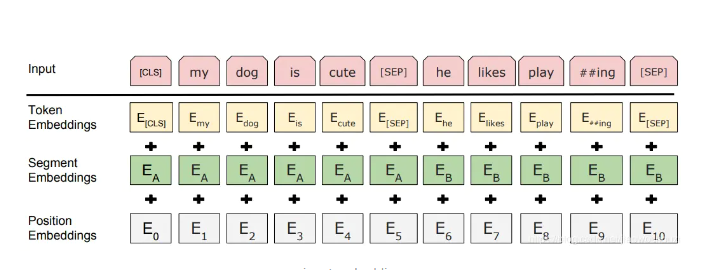 Input [CLS] my dog is cute [SEP] he likes play ##ing [SEP]
Token Embeddings E[CLS] Emy Edog Eis Ecute E[SEP] Ehe Elikes Eplay E##ing E[SEP]
+ + + + + + + + + + +
Segment Embeddings EA EA EA EA EA EA EB EB EB EB EB
+ + + + + + + + + + +
Position Embeddings E0 E1 E2 E3 E4 E5 E6 E7 E8 E9 E10